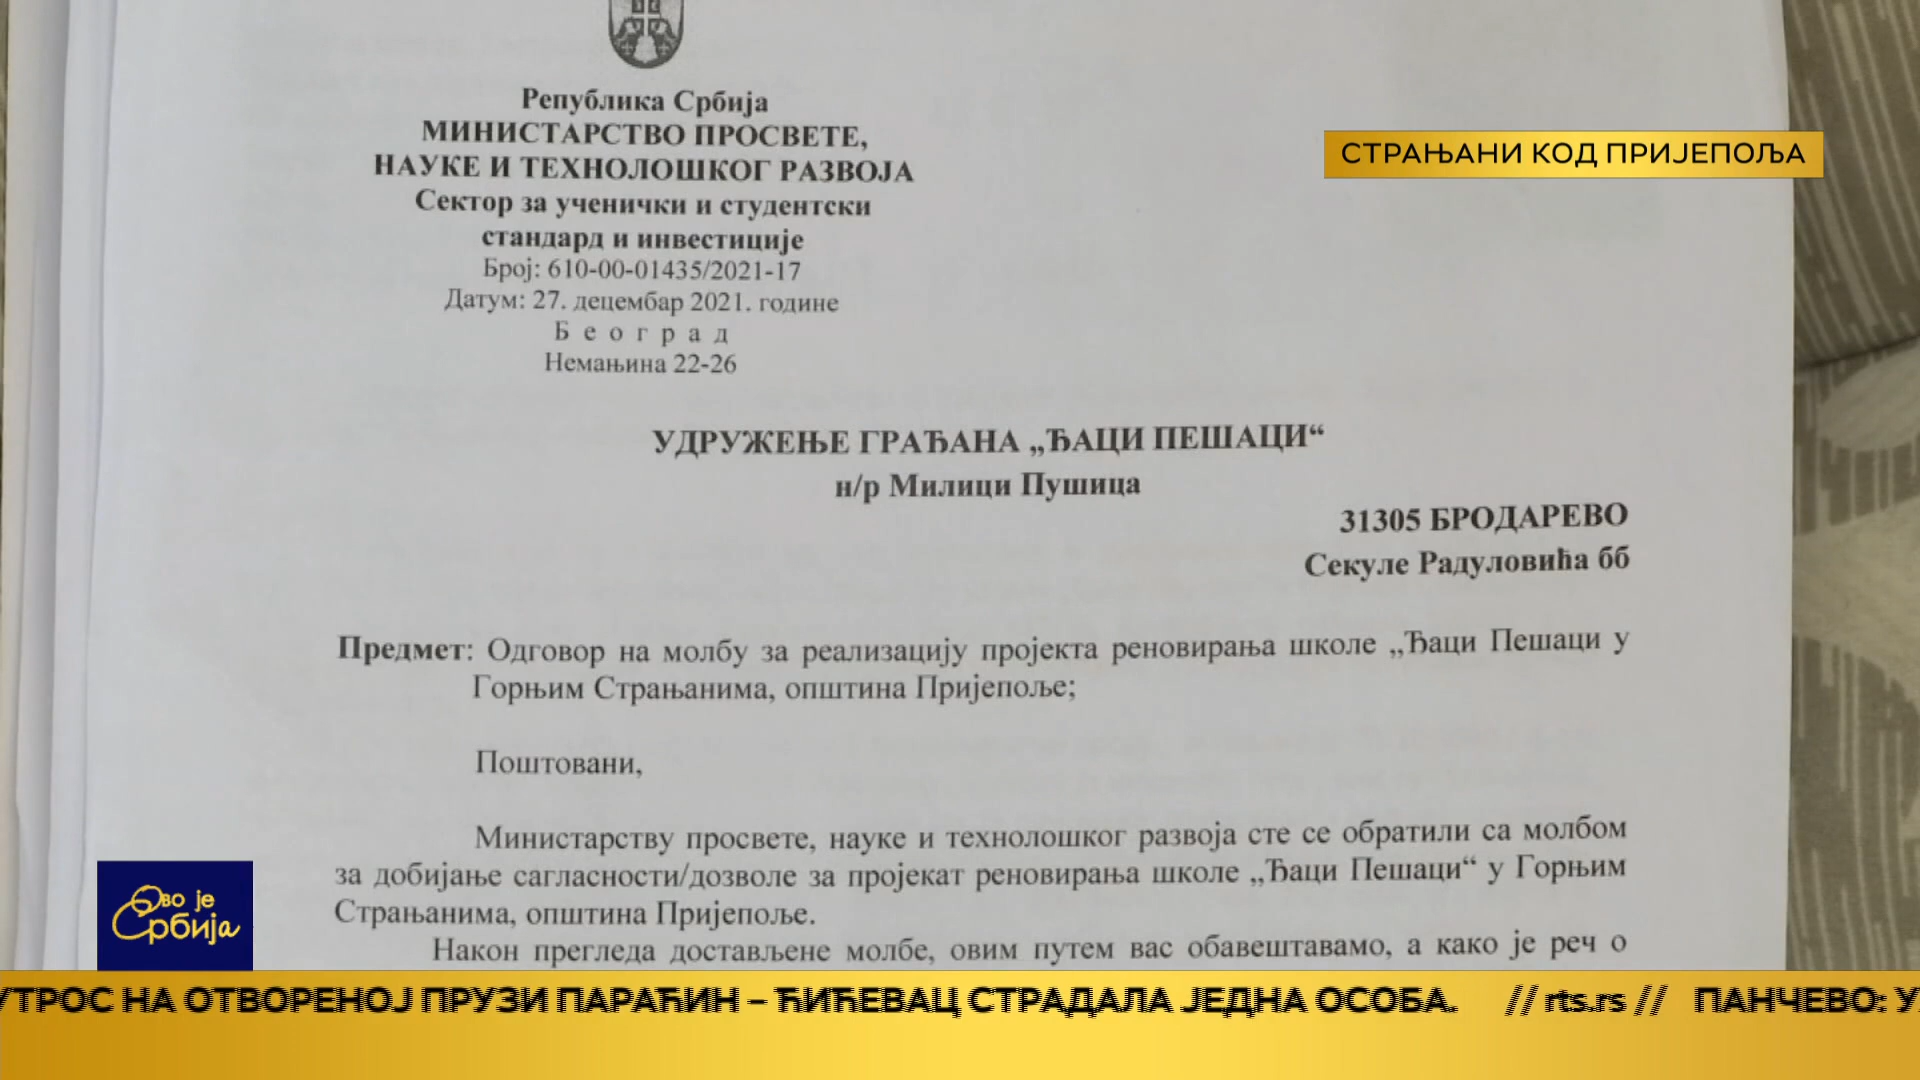 Република Србија
МИНИСТАРСТВО ПРОСВЕТЕ,
НАУКЕ И ТЕХНОЛОШКОГ РАЗВОЈА
Сектор за ученички и студентски
стандард и инвестиције
Број: 610-00-01435/2021-17
Датум: 27. децембар 2021. године
Б е о г р а д
Немањина 22-26
СТРАЊАНИ КОД ПРИЈЕПОЉА
УДРУЖЕЊЕ ГРАЂАНА „ЂАЦИ ПЕШАЦИ“
н/р Милици Пушица
31305 БРОДАРЕВО
Секуле Радуловића бб
Предмет: Одговор на молбу за реализацију пројекта реновирања школе „Ђаци Пешаци у
Горњим Страњанима, општина Пријепоље;
Поштовани,
Министарству просвете, науке и технолошког развоја сте се обратили са молбом
за добијање сагласности/дозволе за пројекат реновирања школе „Ђаци Пешаци“ у Горњим
Страњанима, општина Пријепоље.
Након прегледа достављене молбе, овим путем вас обавештавамо, а како је реч о
Ово је
Србија
УТРОС НА ОТВОРЕНОЈ ПРУЗИ ПАРАЋИН – ЋИЋЕВАЦ СТРАДАЛА ЈЕДНА ОСОБА. // rts.rs // ПАНЧЕВО: У